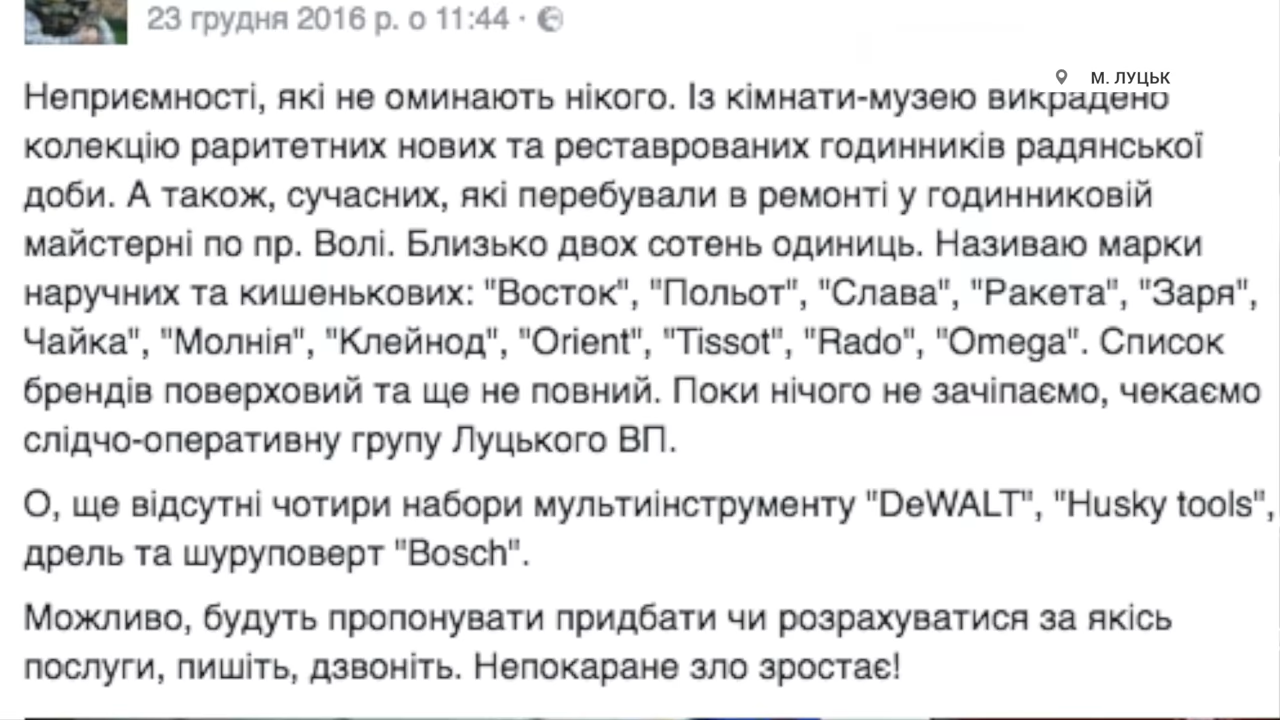 23 грудня 2016 р. о 11:44 ·
М. ЛУЦЬК
Неприємності, які не оминають нікого. Із кімнати-музею викрадено
колекцію раритетних нових та реставрованих годинників радянської
доби. А також, сучасних, які перебували в ремонті у годинниковій
майстерні по пр. Волі. Близько двох сотень одиниць. Називаю марки
наручних та кишенькових: "Восток", "Польот", "Слава", "Ракета", "Заря",
Чайка", "Молнія", "Клейнод", "Orient", "Tissot", "Rado", "Omega". Список
брендів поверховий та ще не повний. Поки нічого не зачіпаємо, чекаємо
слідчо-оперативну групу Луцького ВП.
О, ще відсутні чотири набори мультиінструменту "DeWALT", "Husky tools",
дрель та шуруповерт "Bosch".
Можливо, будуть пропонувати придбати чи розрахуватися за якісь
послуги, пишіть, дзвоніть. Непокаране зло зростає!